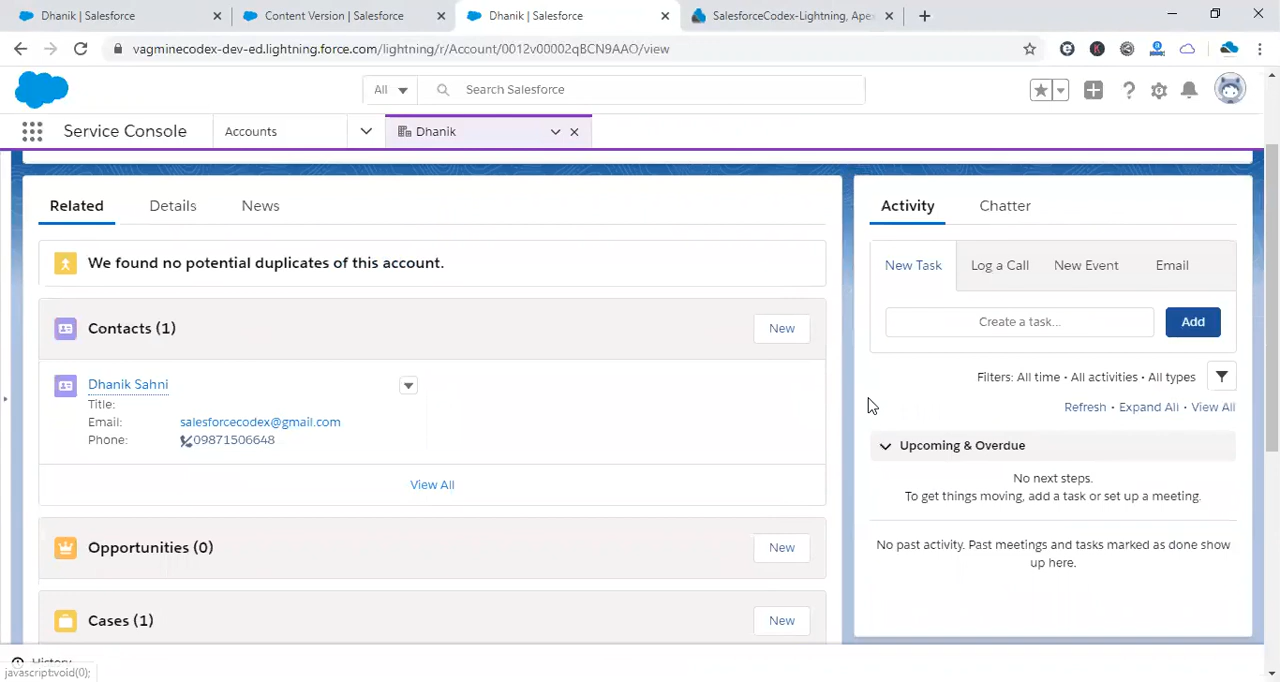 Dhanik | Salesforce
Content Version | Salesforce
Dhanik | Salesforce
SalesforceCodex-Lightning, Apex
vagminecodex-dev-ed.lightning.force.com/lightning/r/Account/0012v00002qBCN9AAO/view
All
Search Salesforce
Service Console
Accounts
Dhanik
Related
Details
News
We found no potential duplicates of this account.
Contacts (1)
New
Dhanik Sahni
Title:
Email: salesforcecodex@gmail.com
Phone: 09871506648
View All
Opportunities (0)
New
Cases (1)
New
Activity
Chatter
New Task
Log a Call
New Event
Email
Create a task...
Add
Filters: All time • All activities • All types
Refresh • Expand All • View All
Upcoming & Overdue
No next steps.
To get things moving, add a task or set up a meeting.
No past activity. Past meetings and tasks marked as done show
up here.
History
javascript:void(0);